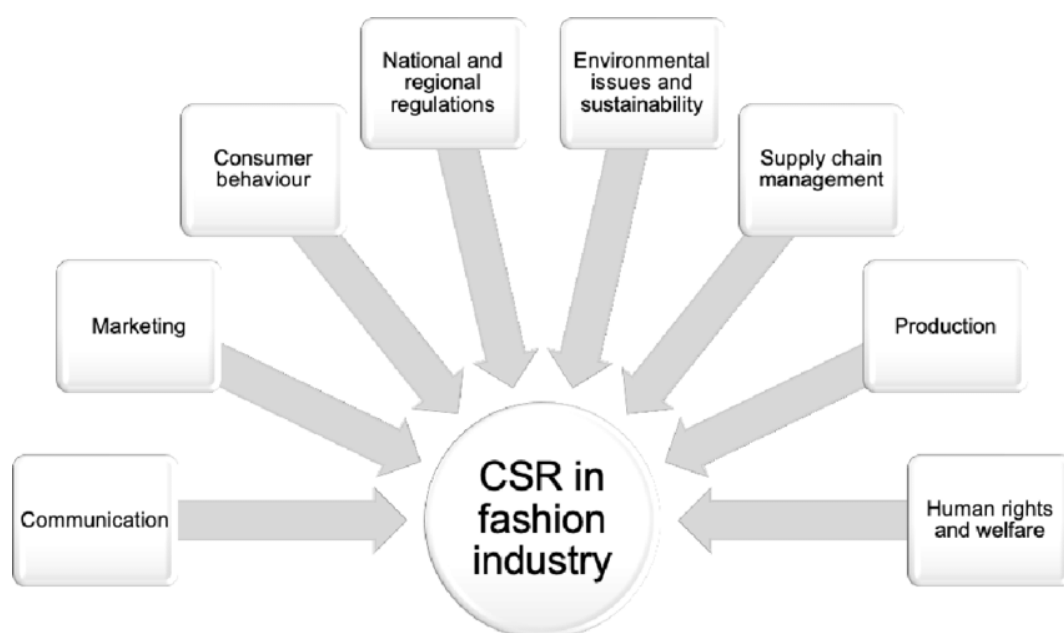 National and
regional
regulations
Environmental
issues and
sustainability
Consumer
behaviour
Supply chain
management
Marketing
Production
Communication
CSR in
fashion
industry
Human rights
and welfare